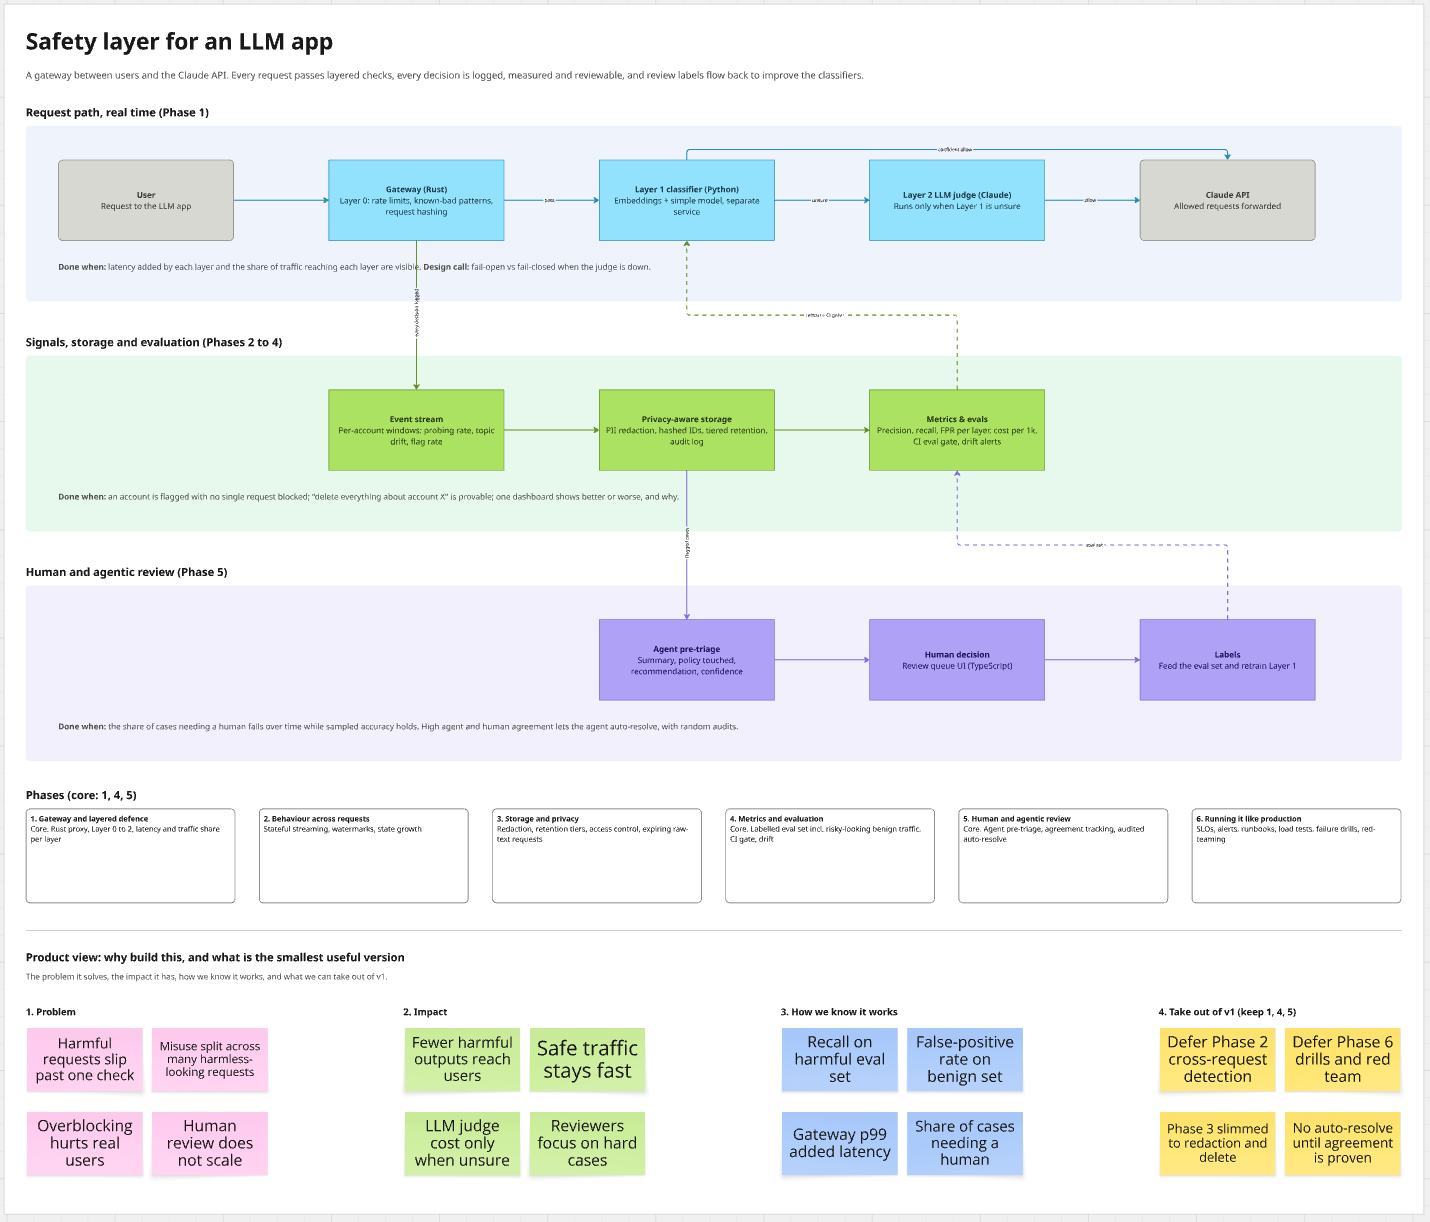 Safety layer for an LLM app
A gateway between users and the Claude API. Every request passes layered checks, every decision is logged, measured and reviewable, and review labels flow back to improve the classifiers.
Request path, real time (Phase 1)
confident allow
User
Request to the LLM app
Gateway (Rust)
Layer 0: rate limits, known-bad patterns,
request hashing
pass
Layer 1 classifier (Python)
Embeddings + simple model, separate
service
unsure
Layer 2 LLM judge (Claude)
Runs only when Layer 1 is unsure
allow
Claude API
Allowed requests forwarded
Done when: latency added by each layer and the share of traffic reaching each layer are visible. Design call: fail-open vs fail-closed when the judge is down.
every decision logged
Signals, storage and evaluation (Phases 2 to 4)
Event stream
Per-account windows: probing rate, topic
drift, flag rate
Privacy-aware storage
PII redaction, hashed IDs, tiered retention,
audit log
Metrics & evals
Precision, recall, FPR per layer, cost per 1k,
CI eval gate, drift alerts
Done when: an account is flagged with no single request blocked; "delete everything about account X" is provable; one dashboard shows better or worse, and why.
flagged cases
eval set
Human and agentic review (Phase 5)
Agent pre-triage
Summary, policy touched,
recommendation, confidence
Human decision
Review queue UI (TypeScript)
Labels
Feed the eval set and retrain Layer 1
Done when: the share of cases needing a human falls over time while sampled accuracy holds. High agent and human agreement lets the agent auto-resolve, with random audits.
Phases (core: 1, 4, 5)
1. Gateway and layered defence
Core. Rust proxy, Layer 0 to 2, latency and traffic share
per layer
2. Behaviour across requests
Stateful streaming, watermarks, state growth
3. Storage and privacy
Redaction, retention tiers, access control, expiring raw-
text requests
4. Metrics and evaluation
Core. Labelled eval set incl. risky-looking benign traffic,
CI gate, drift
5. Human and agentic review
Core. Agent pre-triage, agreement tracking, audited
auto-resolve
6. Running it like production
SLOs, alerts, runbooks, load tests, failure drills, red-
teaming
Product view: why build this, and what is the smallest useful version
The problem it solves, the impact it has, how we know it works, and what we can take out of v1.
1. Problem
Harmful
requests slip
past one check
Misuse split across
many harmless-
looking requests
Overblocking
hurts real
users
Human
review does
not scale
2. Impact
Fewer harmful
outputs reach
users
Safe traffic
stays fast
LLM judge
cost only
when unsure
Reviewers
focus on hard
cases
3. How we know it works
Recall on
harmful eval
set
False-positive
rate on
benign set
Gateway p99
added latency
Share of cases
needing a
human
4. Take out of v1 (keep 1, 4, 5)
Defer Phase 2
cross-request
detection
Defer Phase 6
drills and red
team
Phase 3 slimmed
to redaction and
delete
No auto-resolve
until agreement
is proven